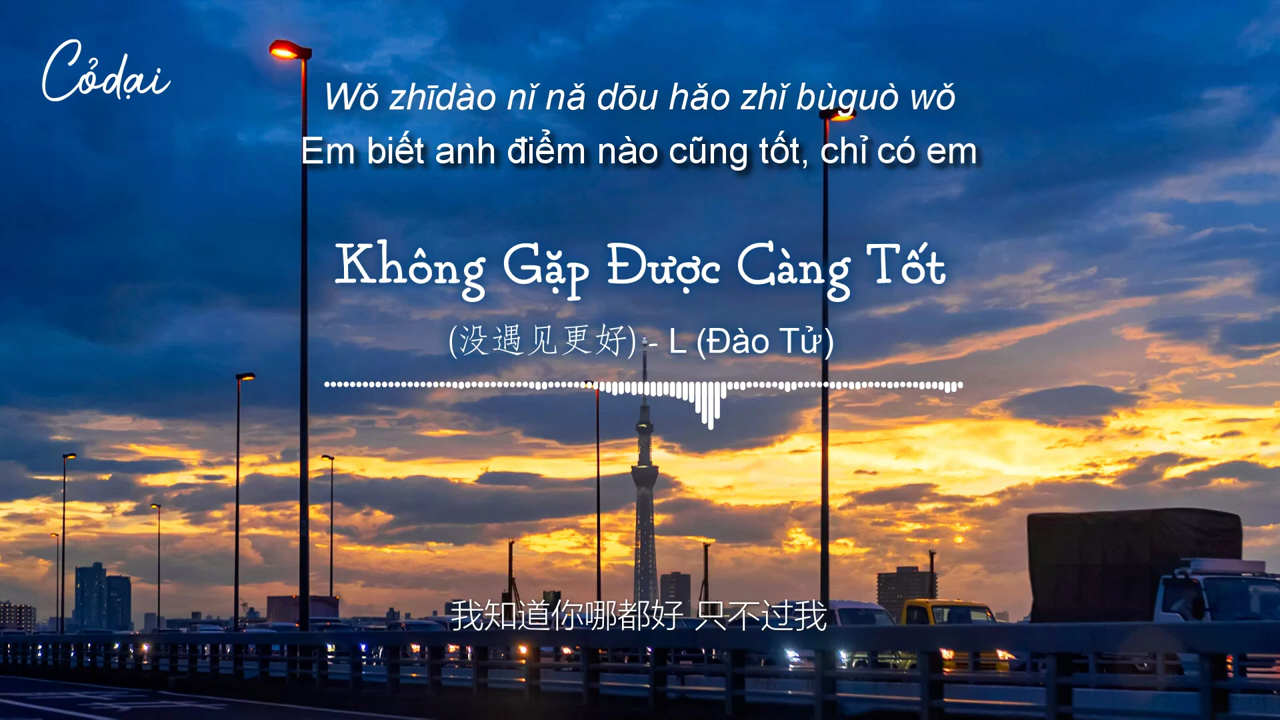 Cỏdại
Wǒ zhīdào nǐ nǎ dōu hǎo zhǐ bùguò wǒ
Em biết anh điểm nào cũng tốt, chỉ có em
Không Gặp Được Càng Tốt
(没遇见更好) - L (Đào Tử)
我知道你哪都好 只不过我